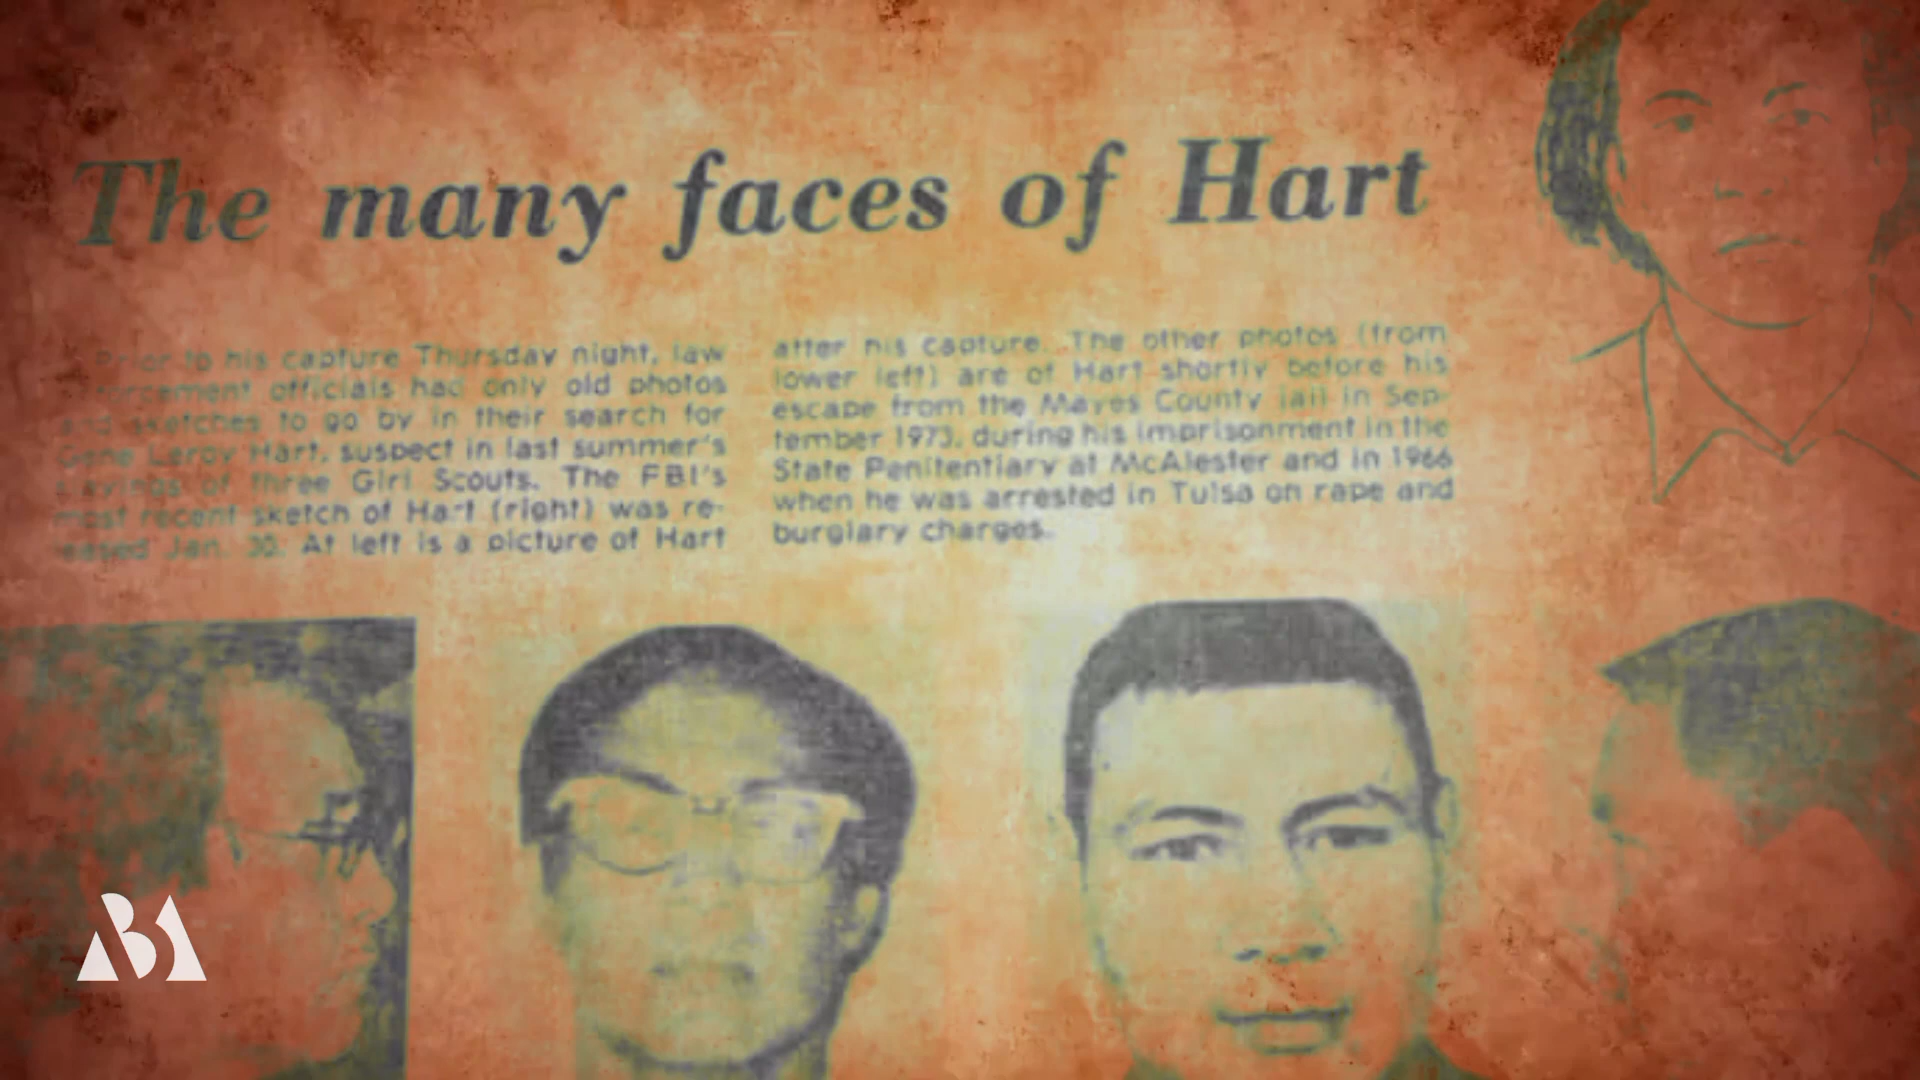 The many faces of Hart
Prior to his capture Thursday night, law
forcement officials had only old photos
and sketches to go by in their search for
Gene Leroy Hart, suspect in last summer's
slayings of three Girl Scouts. The FBI's
most recent sketch of Hart (right) was re-
eased Jan. 30. At left is a picture of Hart
after his capture. The other photos (from
lower left) are of Hart shortly before his
escape from the Mayes County jail in Sep-
tember 1973, during his imprisonment in the
State Penitentiary at McAlester and in 1966
when he was arrested in Tulsa on rape and
burglary charges.
ABA